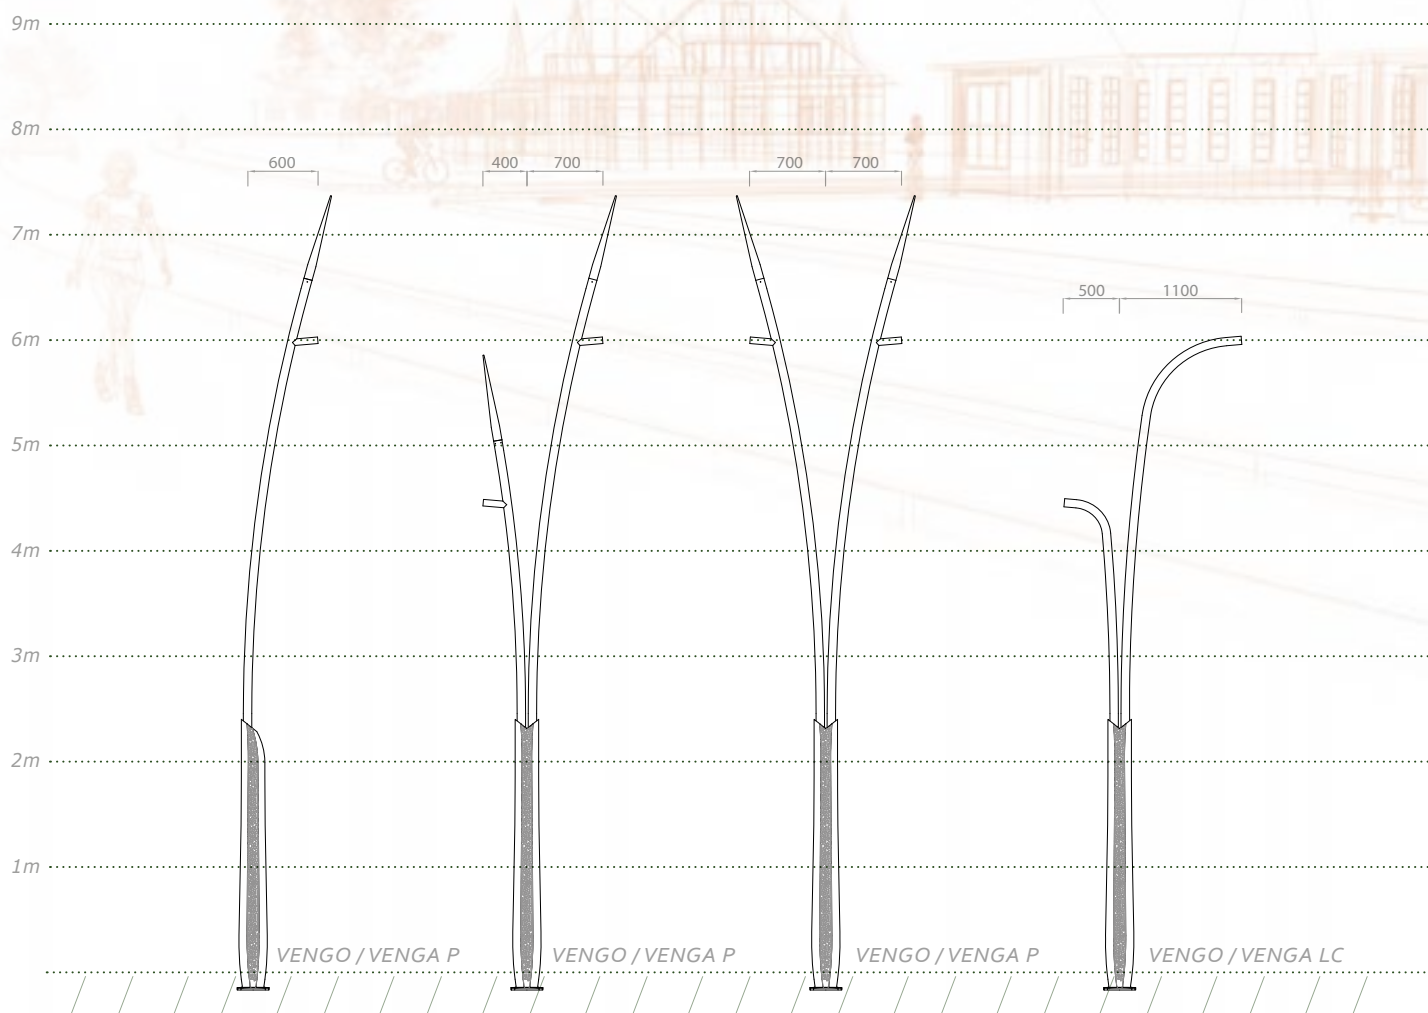 9m
8m
600
400
700
700
700
7m
500
1100
6m
5m
4m
3m
2m
1m
VENGO / VENGA P
VENGO / VENGA P
VENGO / VENGA P
VENGO / VENGA LC